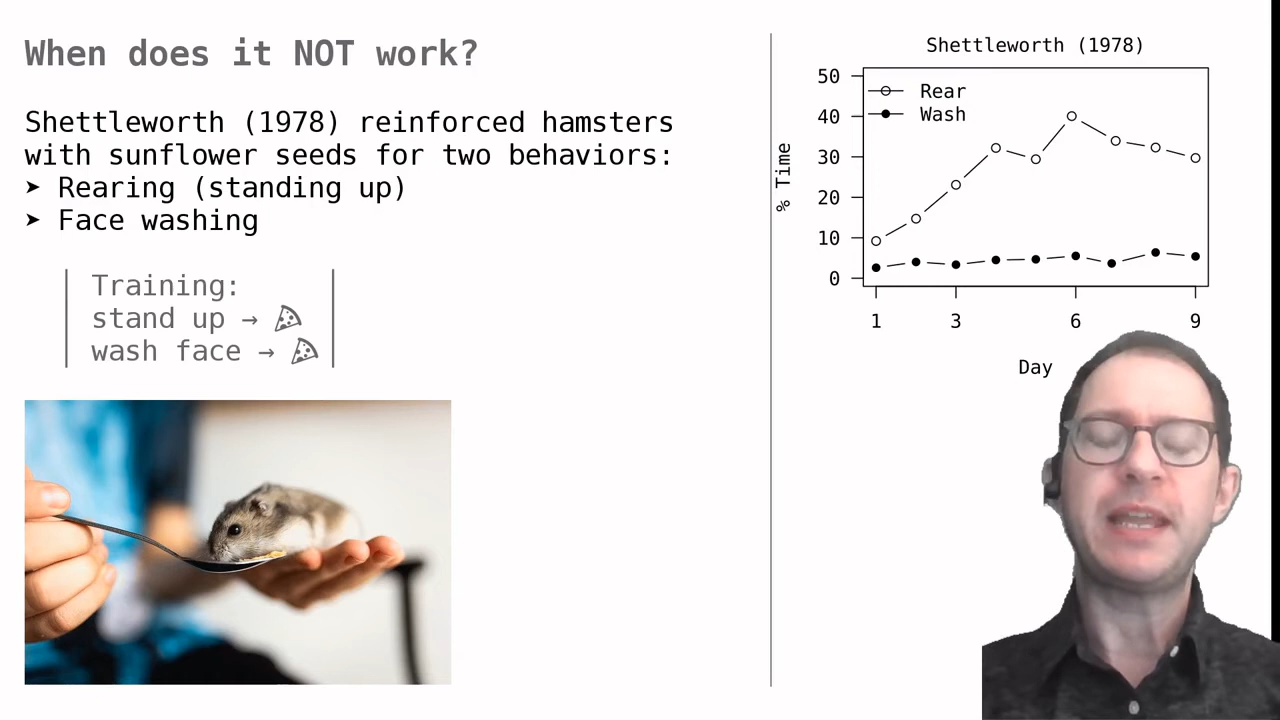 When does it NOT work?
Shettleworth (1978) reinforced hamsters
with sunflower seeds for two behaviors:
➤ Rearing (standing up)
➤ Face washing
Training:
stand up →
wash face →
Shettleworth (1978)
50
40
30
20
10
0
% Time
Rear
Wash
1 3 6 9
Day